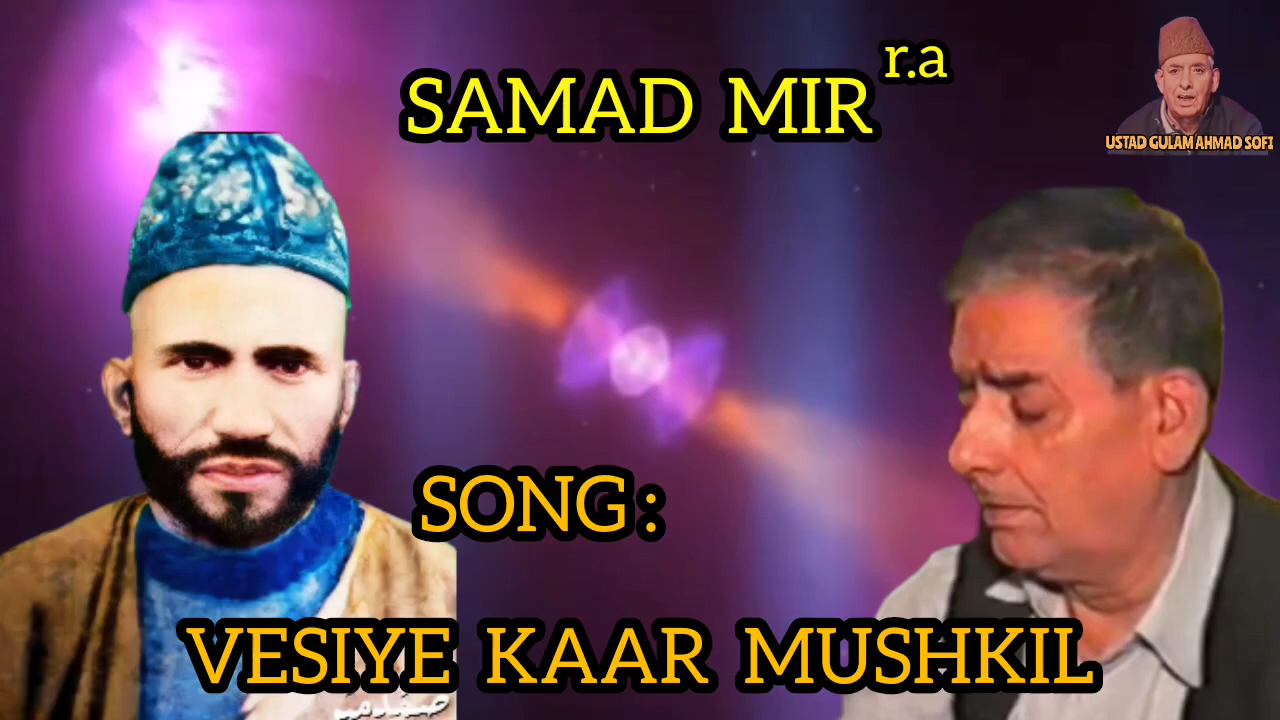 SAMAD MIR r.a
USTAD GULAM AHMAD SOFI
SONG:
VESIYE KAAR MUSHKIL